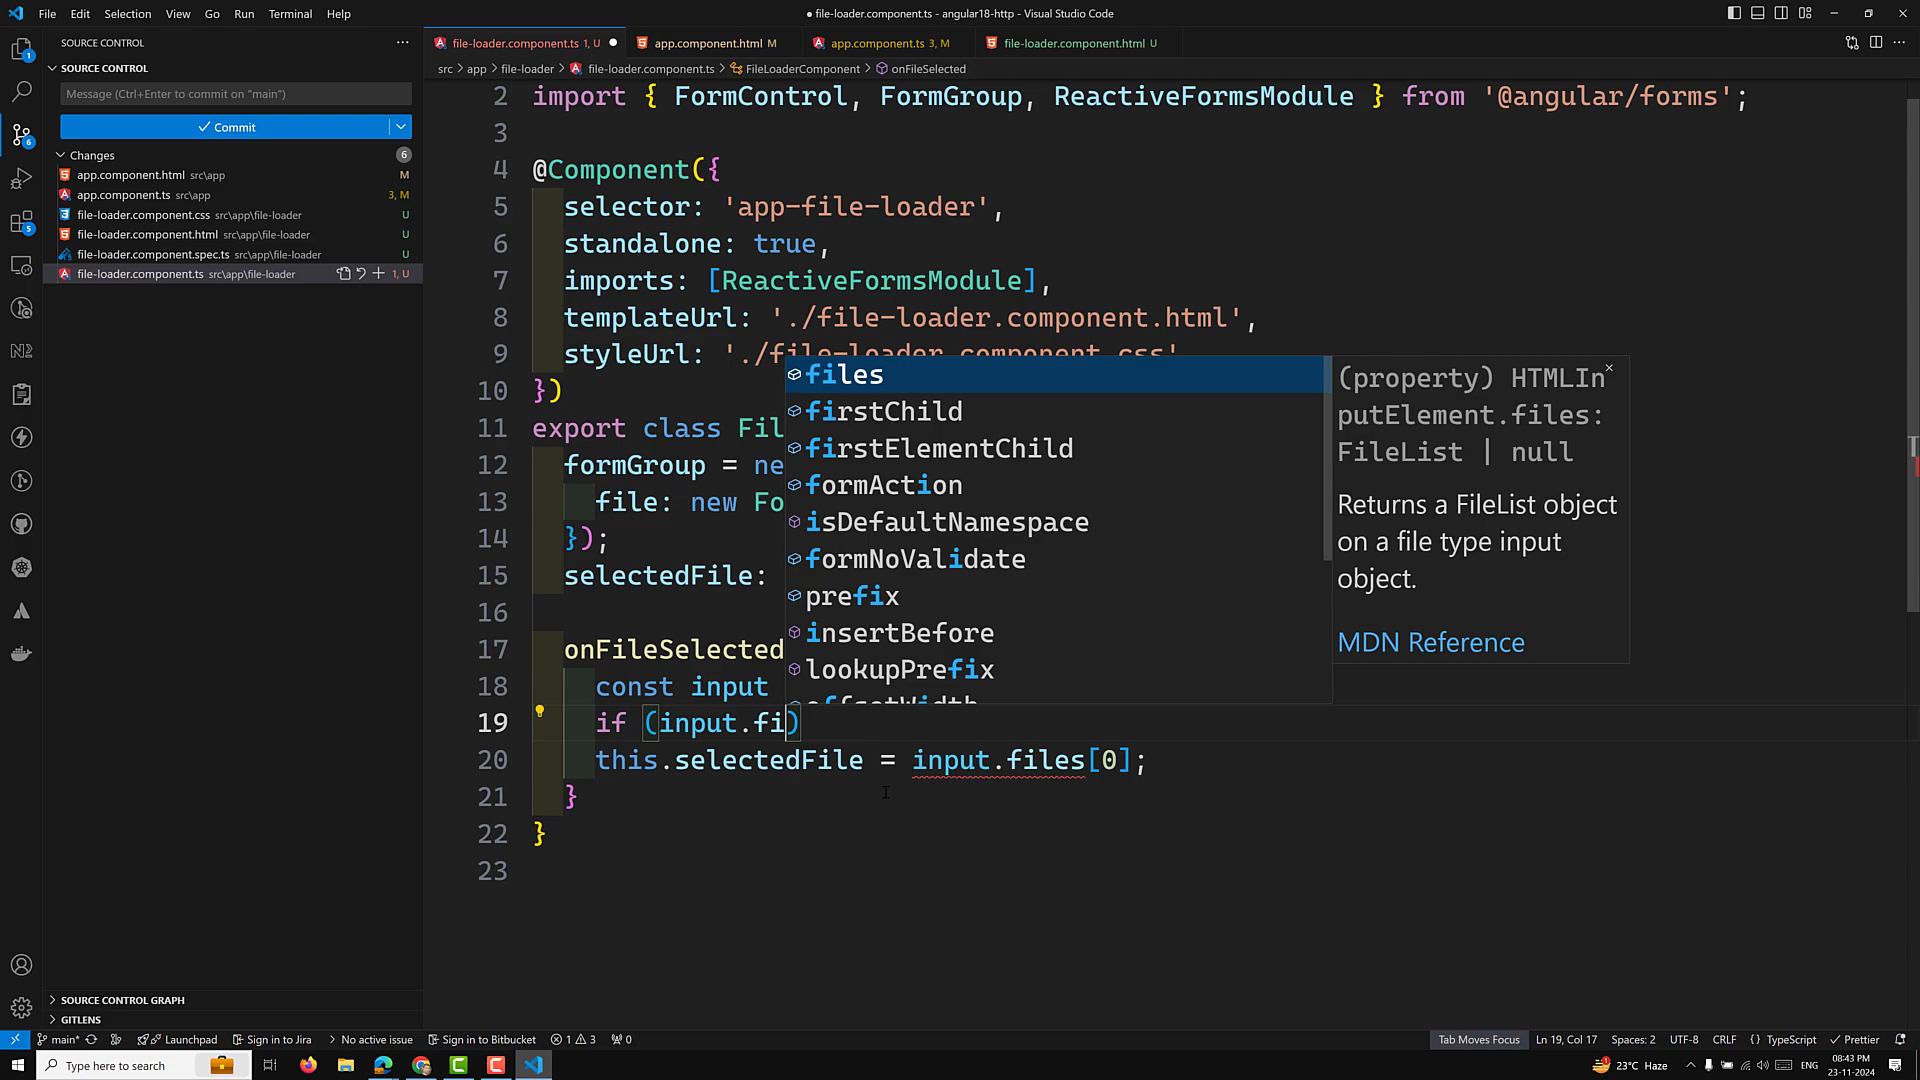 File Edit Selection View Go Run Terminal Help
● file-loader.component.ts - angular18-http - Visual Studio Code
SOURCE CONTROL
file-loader.component.ts 1, U
app.component.html M
app.component.ts 3, M
file-loader.component.html U
SOURCE CONTROL
src > app > file-loader > file-loader.component.ts > FileLoaderComponent > onFileSelected
Message (Ctrl+Enter to commit on "main")
Commit
Changes 6
app.component.html src\app M
app.component.ts src\app 3, M
file-loader.component.css src\app\file-loader U
file-loader.component.html src\app\file-loader U
file-loader.component.spec.ts src\app\file-loader U
file-loader.component.ts src\app\file-loader 1, U
2 import { FormControl, FormGroup, ReactiveFormsModule } from '@angular/forms';
3
4 @Component({
5 selector: 'app-file-loader',
6 standalone: true,
7 imports: [ReactiveFormsModule],
8 templateUrl: './file-loader.component.html',
9 styleUrl: './file-loader.component.css'
10 })
11 export class Fil
12 formGroup = ne
13 file: new Fo
14 });
15 selectedFile:
16
17 onFileSelected
18 const input
19 if (input.fi)
20 this.selectedFile = input.files[0];
21 }
22 }
23
files
firstChild
firstElementChild
formAction
isDefaultNamespace
formNoValidate
prefix
insertBefore
lookupPrefix
offsetWidth
(property) HTMLIn
putElement.files:
FileList | null
Returns a FileList object
on a file type input
object.
MDN Reference
SOURCE CONTROL GRAPH
GITLENS
main* Launchpad Sign in to Jira No active issue Sign in to Bitbucket 1 3 0
Tab Moves Focus Ln 19, Col 17 Spaces: 2 UTF-8 CRLF {} TypeScript Prettier
Type here to search
23°C Haze
ENG
08:43 PM
23-11-2024